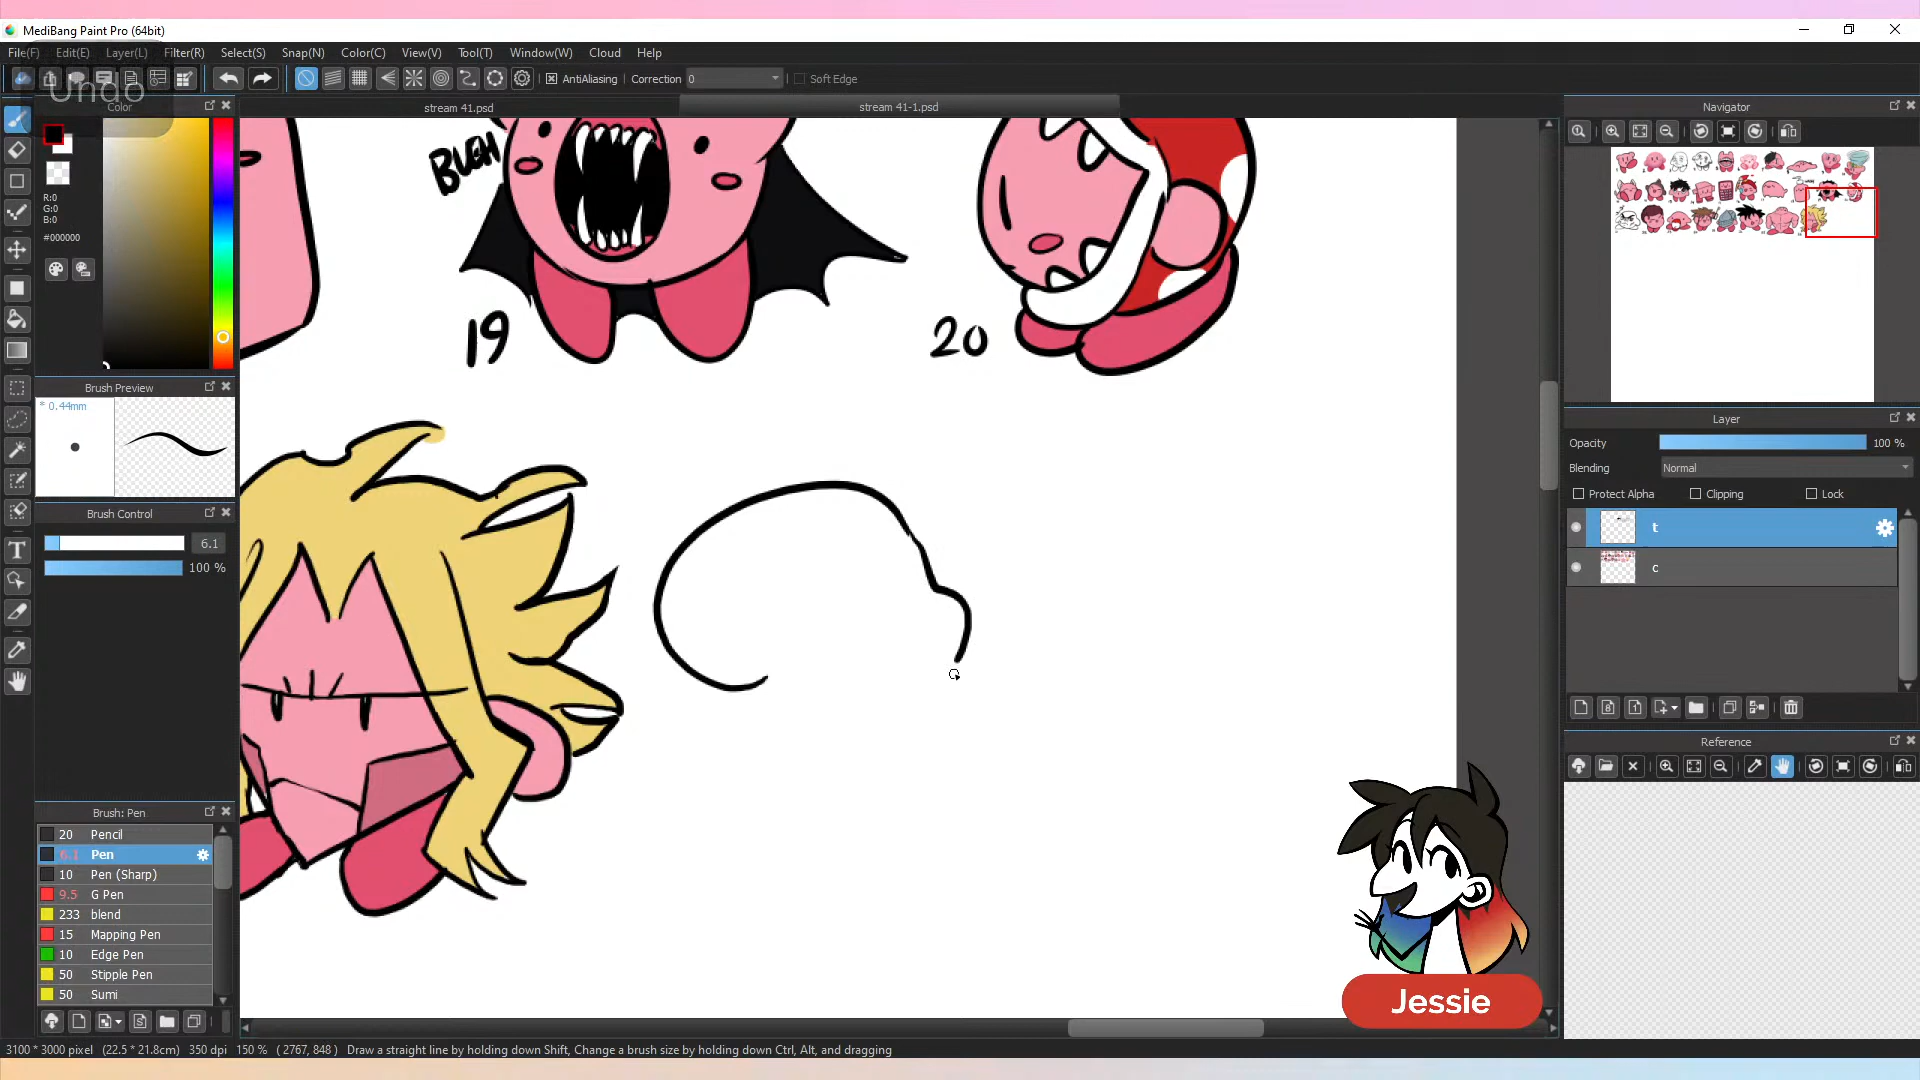 MediBang Paint Pro (64bit)
File(F) Edit(E) Layer(L) Filter(R) Select(S) Snap(N) Color(C) View(V) Tool(T) Window(W) Cloud Help
Undo
AntiAliasing Correction 0 Soft Edge
Color
stream 41.psd
stream 41-1.psd
Navigator
R:0
G:0
B:0
#000000
BLEH
19
20
Brush Preview
* 0.44mm
Brush Control
6.1
100 %
Layer
Opacity 100 %
Blending Normal
Protect Alpha Clipping Lock
t
c
Reference
Brush: Pen
20 Pencil
6.1 Pen
10 Pen (Sharp)
9.5 G Pen
233 blend
15 Mapping Pen
10 Edge Pen
50 Stipple Pen
50 Sumi
Jessie
3100 * 3000 pixel (22.5 * 21.8cm) 350 dpi 150 % ( 2767, 848 ) Draw a straight line by holding down Shift, Change a brush size by holding down Ctrl, Alt, and dragging